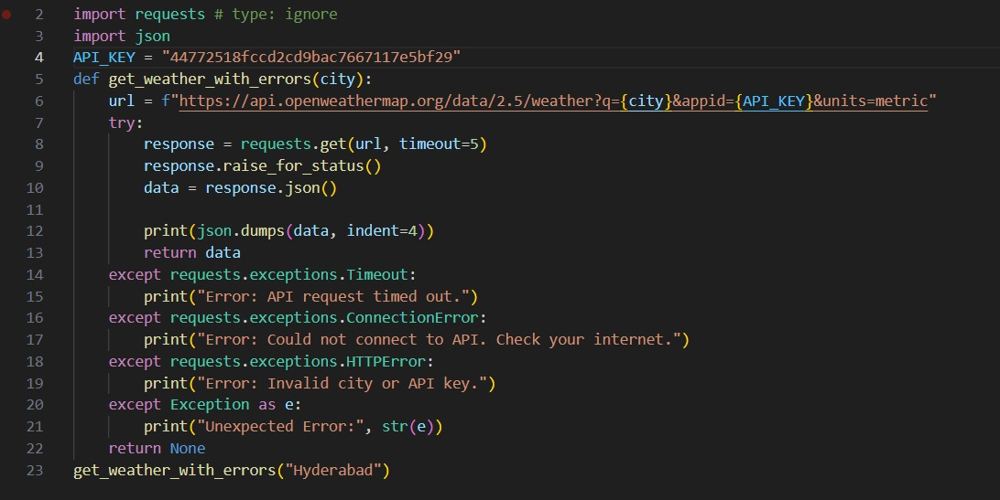 2 import requests # type: ignore
3 import json
4 API_KEY = "44772518fccd2cd9bac7667117e5bf29"
5 def get_weather_with_errors(city):
6     url = f"https://api.openweathermap.org/data/2.5/weather?q={city}&appid={API_KEY}&units=metric"
7     try:
8         response = requests.get(url, timeout=5)
9         response.raise_for_status()
10         data = response.json()
11
12         print(json.dumps(data, indent=4))
13         return data
14     except requests.exceptions.Timeout:
15         print("Error: API request timed out.")
16     except requests.exceptions.ConnectionError:
17         print("Error: Could not connect to API. Check your internet.")
18     except requests.exceptions.HTTPError:
19         print("Error: Invalid city or API key.")
20     except Exception as e:
21         print("Unexpected Error:", str(e))
22     return None
23 get_weather_with_errors("Hyderabad")